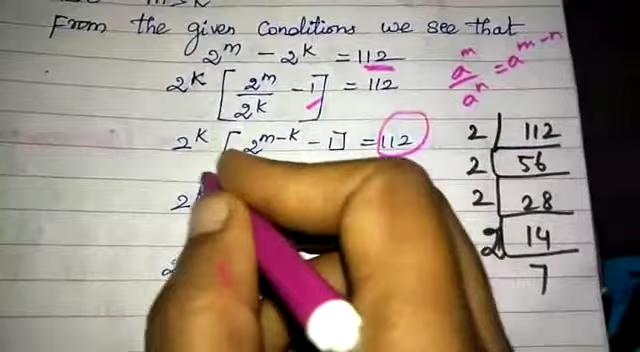 From the given conditions we see that
2^m - 2^k = 112
2^k [ 2^m / 2^k - 1 ] = 112
a^m / a^n = a^{m-n}
2^k [ 2^{m-k} - 1 ] = 112
2
2 | 112
2 | 56
2 | 28
2 | 14
7